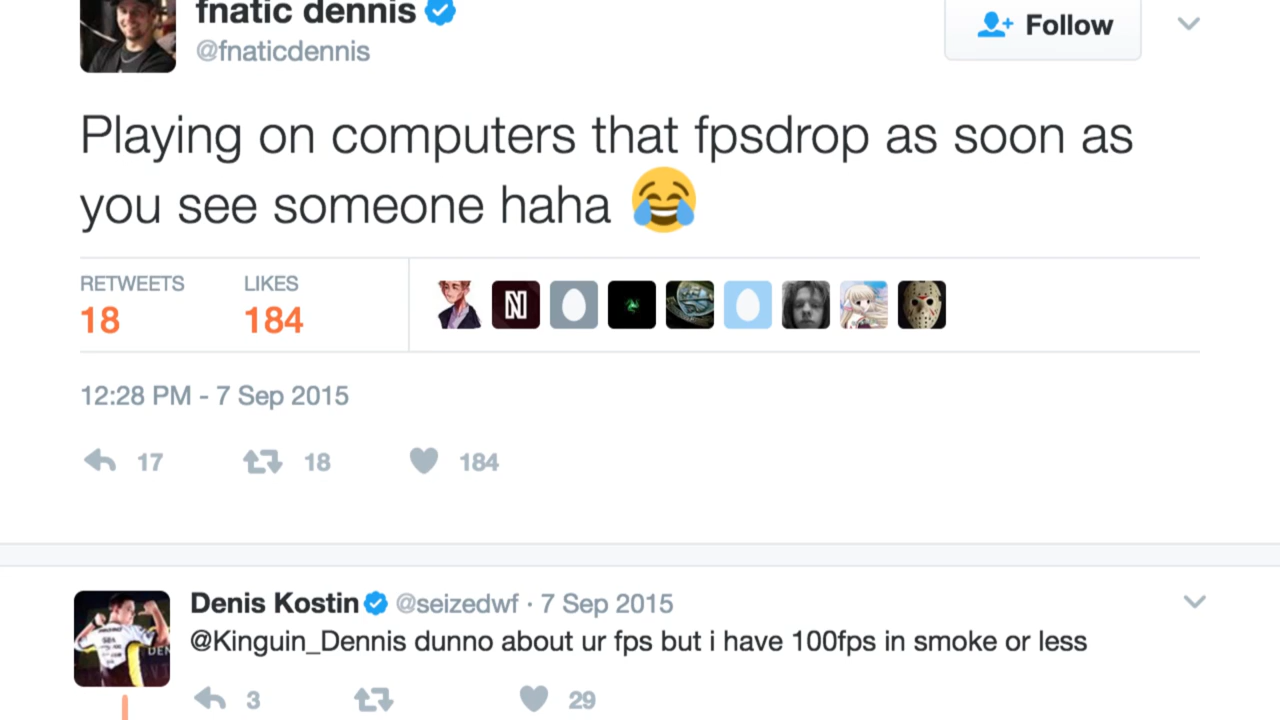 fnatic dennis
@fnaticdennis
Follow
Playing on computers that fpsdrop as soon as
you see someone haha 😂
RETWEETS LIKES
18 184
N
12:28 PM - 7 Sep 2015
17 18 184
Denis Kostin @seizedwf · 7 Sep 2015
@Kinguin_Dennis dunno about ur fps but i have 100fps in smoke or less
3 29